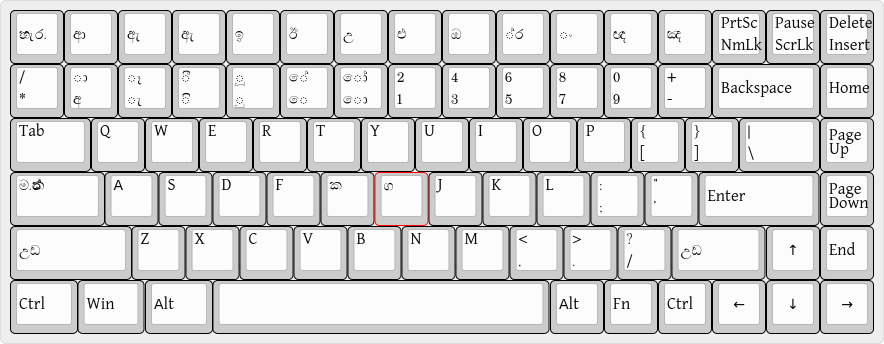 හැර. ආ ඇ ඈ ඉ ඊ උ එ ඔ ්‍ර ං ඥ ඤ PrtSc NmLk Pause ScrLk Delete Insert
/ * ා අ ෑ ැ ී ි ූ ු ේ ෙ ෝ ො 2 1 4 3 6 5 8 7 0 9 + - Backspace Home
Tab Q W E R T Y U I O P { [ } ] | \ Page Up
A S D F ක ග J K L : ; " ' Enter Page Down
උඩ Z X C V B N M < , > . ? / උඩ ↑ End
Ctrl Win Alt Alt Fn Ctrl ← ↓ →